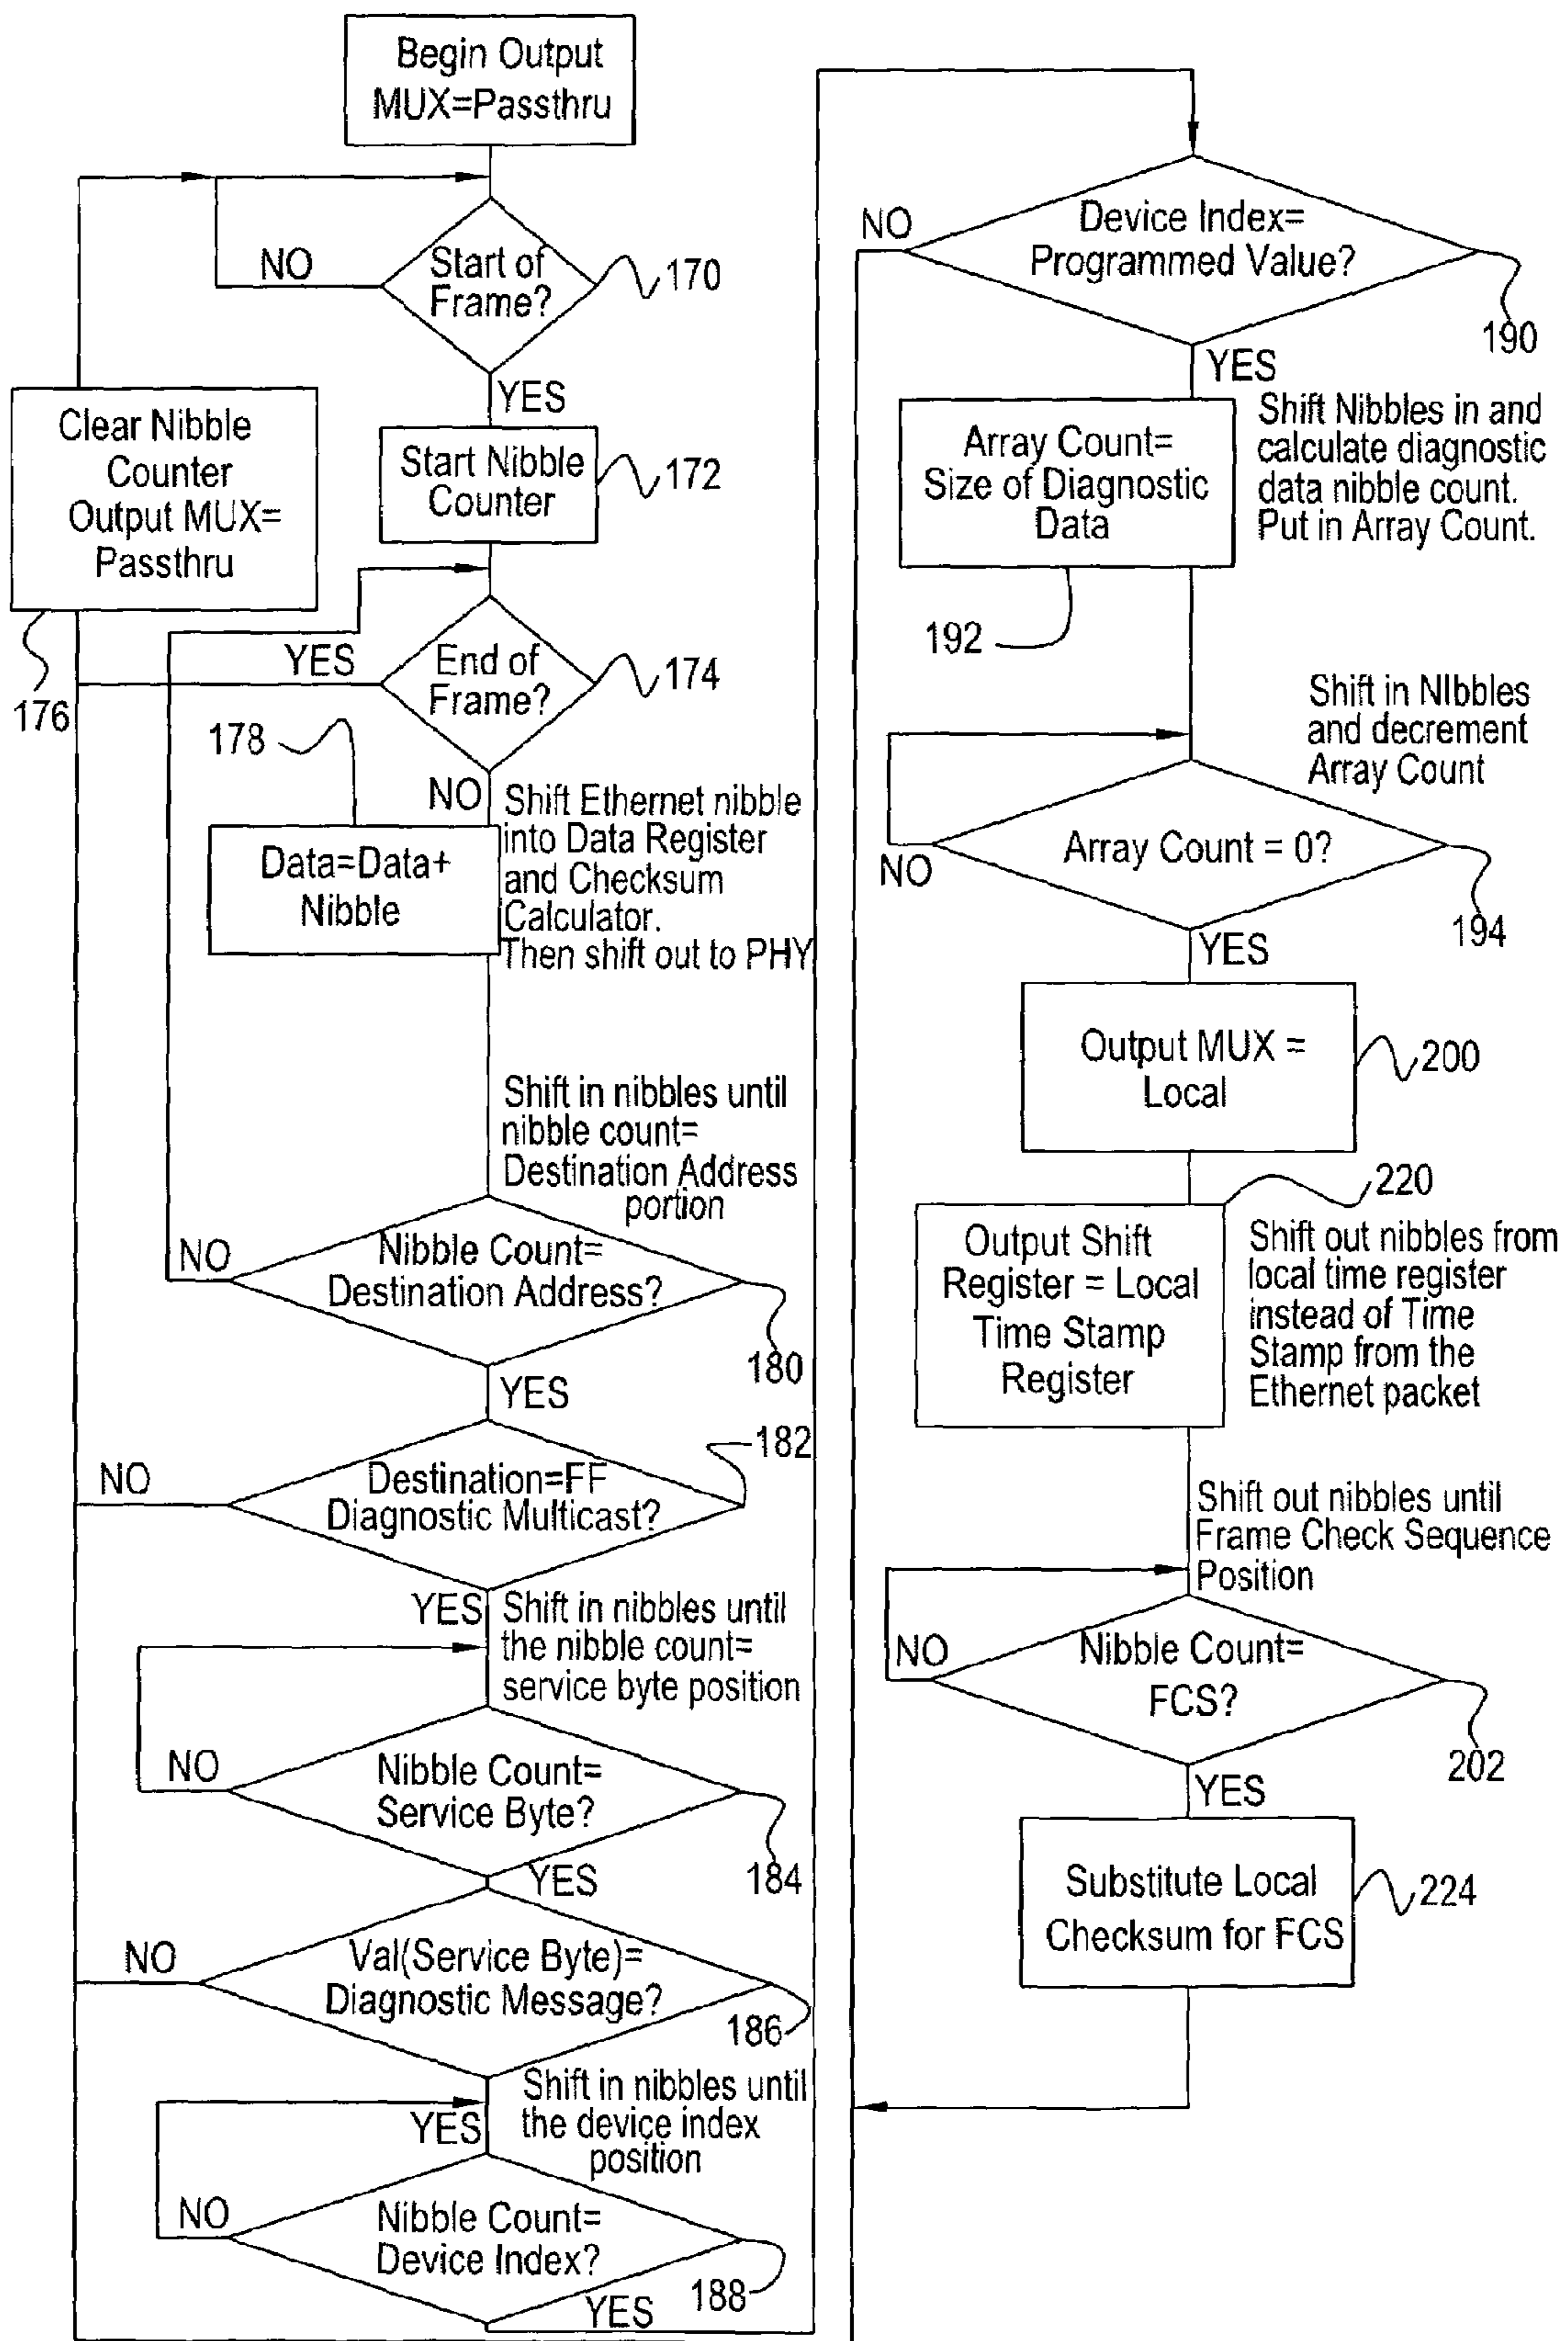 Begin Output
MUX=Passthru
NO
Start of
Frame?
170
YES
Clear Nibble
Counter
Output MUX=
Passthru
176
Start Nibble
Counter
172
YES
End of
Frame?
174
178
NO
Shift Ethernet nibble
into Data Register
and Checksum
Calculator.
Then shift out to PHY
Data=Data+
Nibble
Shift in nibbles until
nibble count=
Destination Address
portion
NO
Nibble Count=
Destination Address?
180
YES
182
NO
Destination=FF
Diagnostic Multicast?
YES
Shift in nibbles until
the nibble count=
service byte position
NO
Nibble Count=
Service Byte?
184
YES
NO
Val(Service Byte)=
Diagnostic Message?
186
YES
Shift in nibbles until
the device index
position
NO
Nibble Count=
Device Index?
188
YES
NO
Device Index=
Programmed Value?
190
YES
Array Count=
Size of Diagnostic
Data
192
Shift Nibbles in and
calculate diagnostic
data nibble count.
Put in Array Count.
Shift in NIbbles
and decrement
Array Count
NO
Array Count = 0?
194
YES
Output MUX =
Local
200
220
Output Shift
Register = Local
Time Stamp
Register
Shift out nibbles from
local time register
instead of Time
Stamp from the
Ethernet packet
Shift out nibbles until
Frame Check Sequence
Position
NO
Nibble Count=
FCS?
202
YES
Substitute Local
Checksum for FCS
224